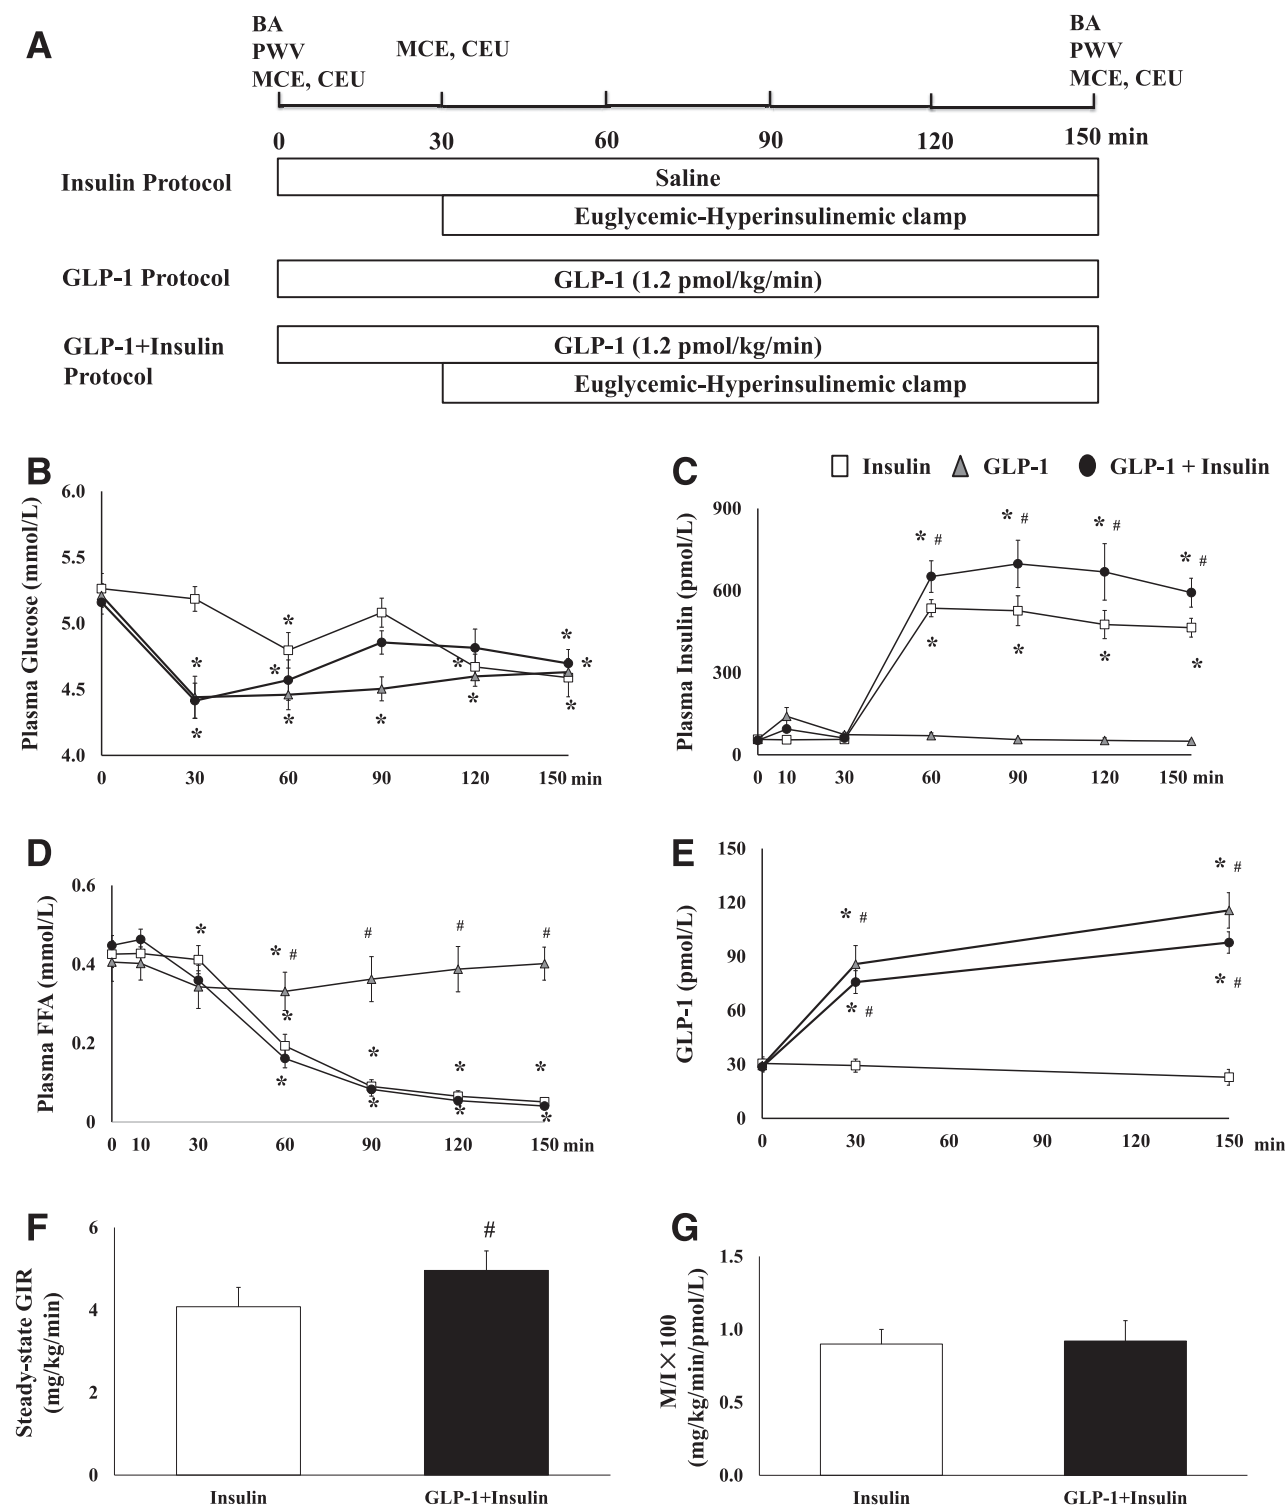 A
BA
PWV
MCE, CEU
MCE, CEU
BA
PWV
MCE, CEU
0 30 60 90 120 150 min
Insulin Protocol
Saline
Euglycemic-Hyperinsulinemic clamp
GLP-1 Protocol
GLP-1 (1.2 pmol/kg/min)
GLP-1+Insulin
Protocol
GLP-1 (1.2 pmol/kg/min)
Euglycemic-Hyperinsulinemic clamp
B
Plasma Glucose (mmol/L)
6.0
5.5
5.0
4.5
4.0
* * * * * * * * * * *
0 30 60 90 120 150 min
C
Insulin GLP-1 GLP-1 + Insulin
Plasma Insulin (pmol/L)
900
600
300
0
* # * # * # * #
* * * *
0 10 30 60 90 120 150 min
D
Plasma FFA (mmol/L)
0.6
0.4
0.2
0
* * # # # #
* * * *
* * * *
0 10 30 60 90 120 150 min
E
GLP-1 (pmol/L)
150
120
90
60
30
0
* # * #
* # * #
0 30 60 90 120 150 min
F
Steady-state GIR
(mg/kg/min)
6
4
2
0
#
Insulin GLP-1+Insulin
G
M/I×100
(mg/kg/min/pmol/L)
1.5
1.0
0.5
0.0
Insulin GLP-1+Insulin